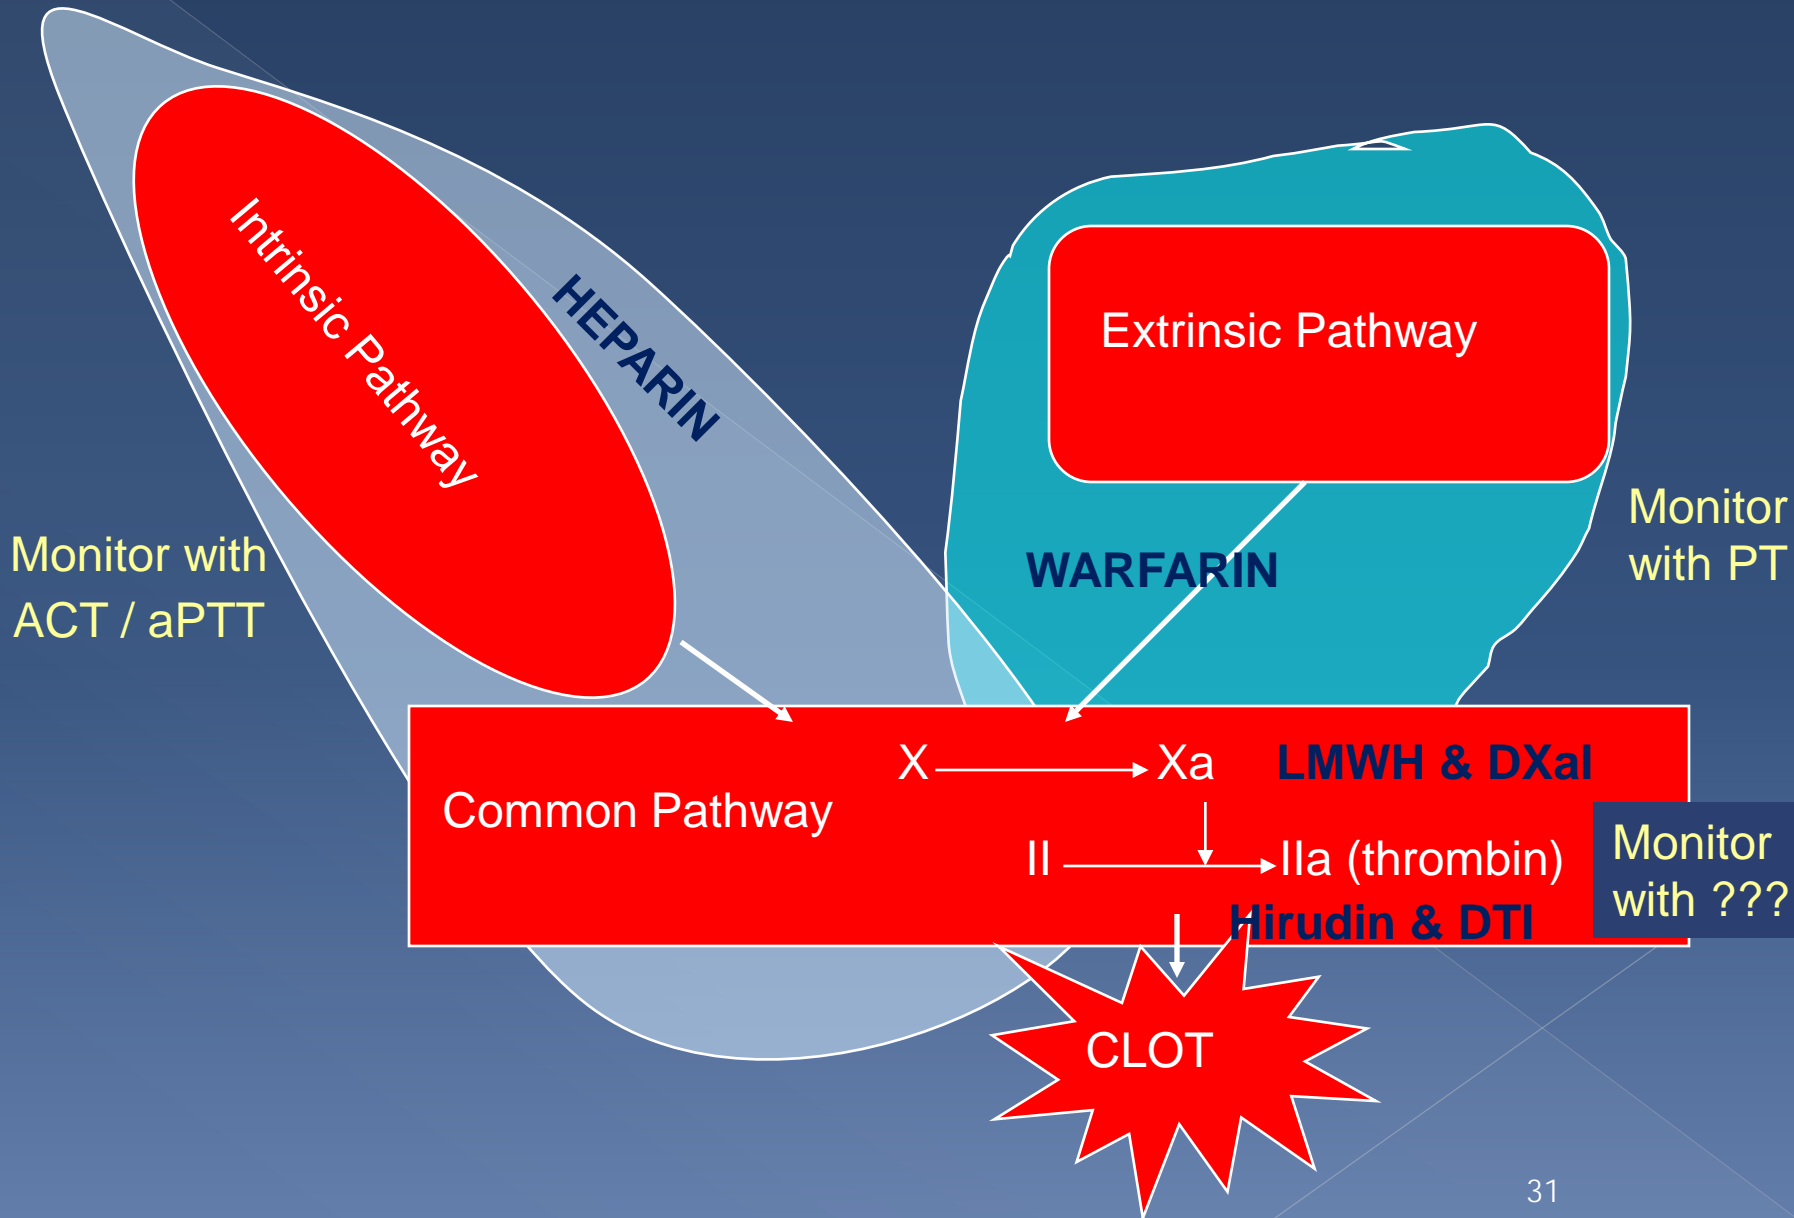 Intrinsic Pathway
HEPARIN
Extrinsic Pathway
Monitor with
ACT / aPTT
WARFARIN
Monitor
with PT
X
Xa
LMWH & DXaI
Common Pathway
II
IIa (thrombin)
Monitor
with ???
Hirudin & DTI
CLOT
31